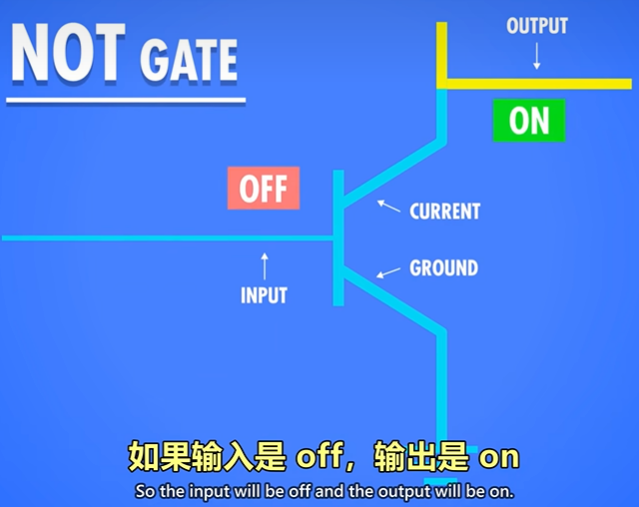 NOT GATE
OUTPUT
ON
OFF
CURRENT
GROUND
INPUT
如果输入是 off，输出是 on
So the input will be off and the output will be on.